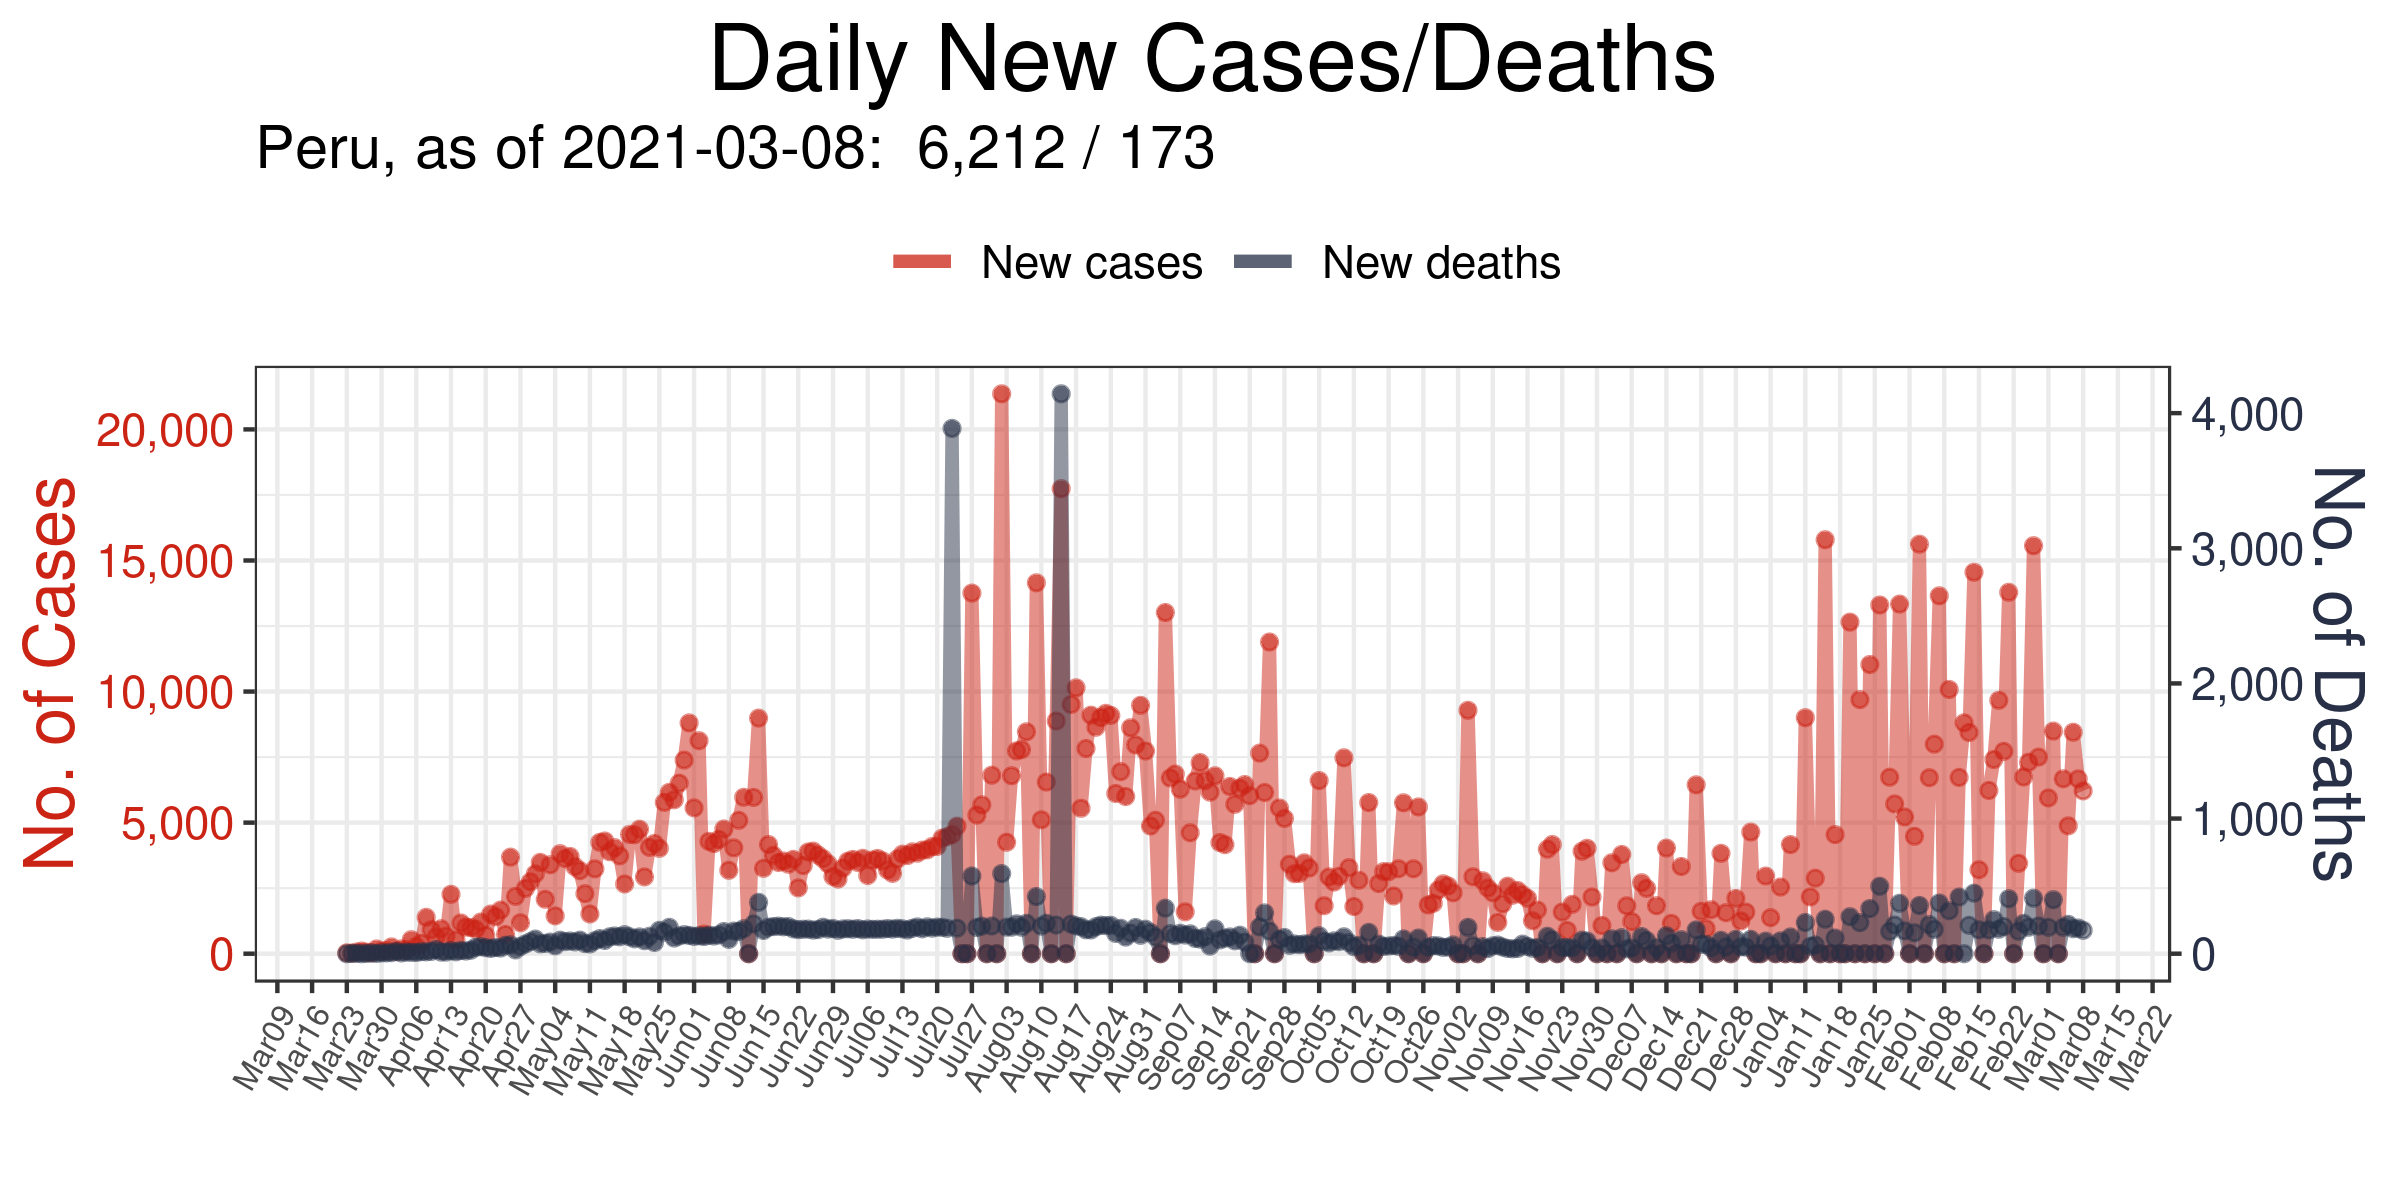 Daily New Cases/Deaths
Peru, as of 2021-03-08:  6,212 / 173
New cases New deaths
No. of Cases
20,000
15,000
10,000
5,000
0
4,000
3,000
2,000
1,000
0
No. of Deaths
Mar09 Mar16 Mar23 Mar30 Apr06 Apr13 Apr20 Apr27 May04 May11 May18 May25 Jun01 Jun08 Jun15 Jun22 Jun29 Jul06 Jul13 Jul20 Jul27 Aug03 Aug10 Aug17 Aug24 Aug31 Sep07 Sep14 Sep21 Sep28 Oct05 Oct12 Oct19 Oct26 Nov02 Nov09 Nov16 Nov23 Nov30 Dec07 Dec14 Dec21 Dec28 Jan04 Jan11 Jan18 Jan25 Feb01 Feb08 Feb15 Feb22 Mar01 Mar08 Mar15 Mar22